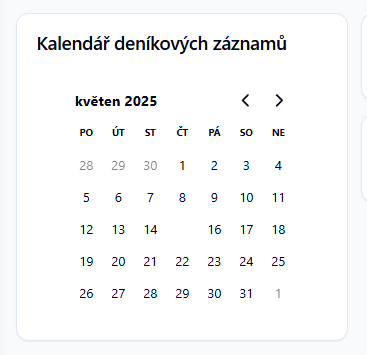 Kalendář deníkových záznamů
květen 2025
PO ÚT ST ČT PÁ SO NE
28 29 30 1 2 3 4
5 6 7 8 9 10 11
12 13 14 16 17 18
19 20 21 22 23 24 25
26 27 28 29 30 31 1